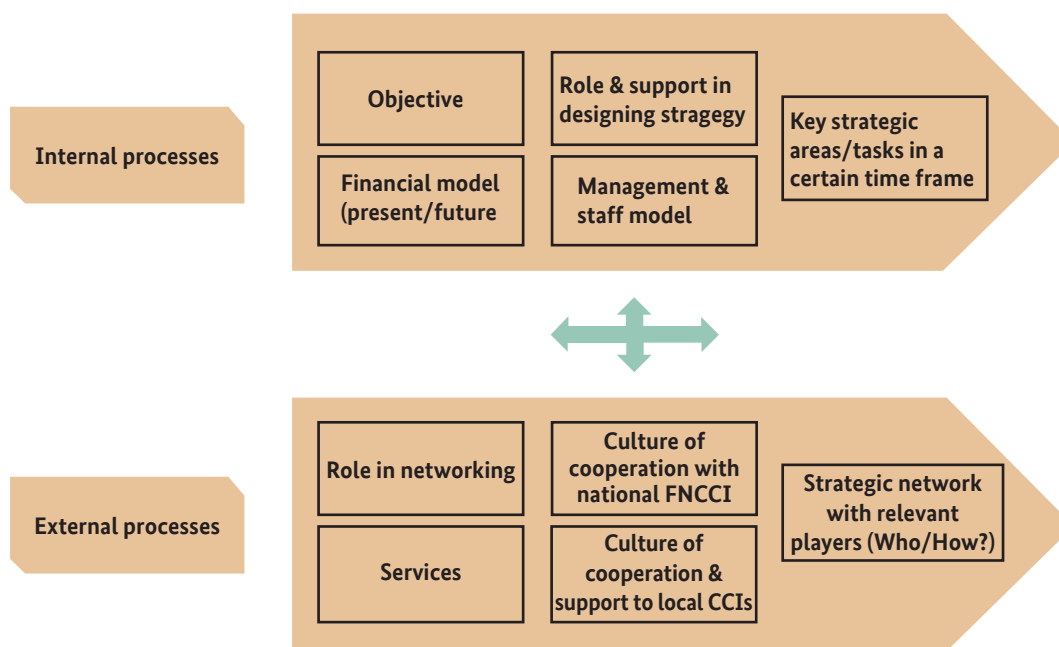 Internal processes
Objective
Role & support in
designing stragegy
Financial model
(present/future
Management &
staff model
Key strategic
areas/tasks in a
certain time frame
External processes
Role in networking
Culture of
cooperation with
national FNCCI
Services
Culture of
cooperation &
support to local CCIs
Strategic network
with relevant
players (Who/How?)